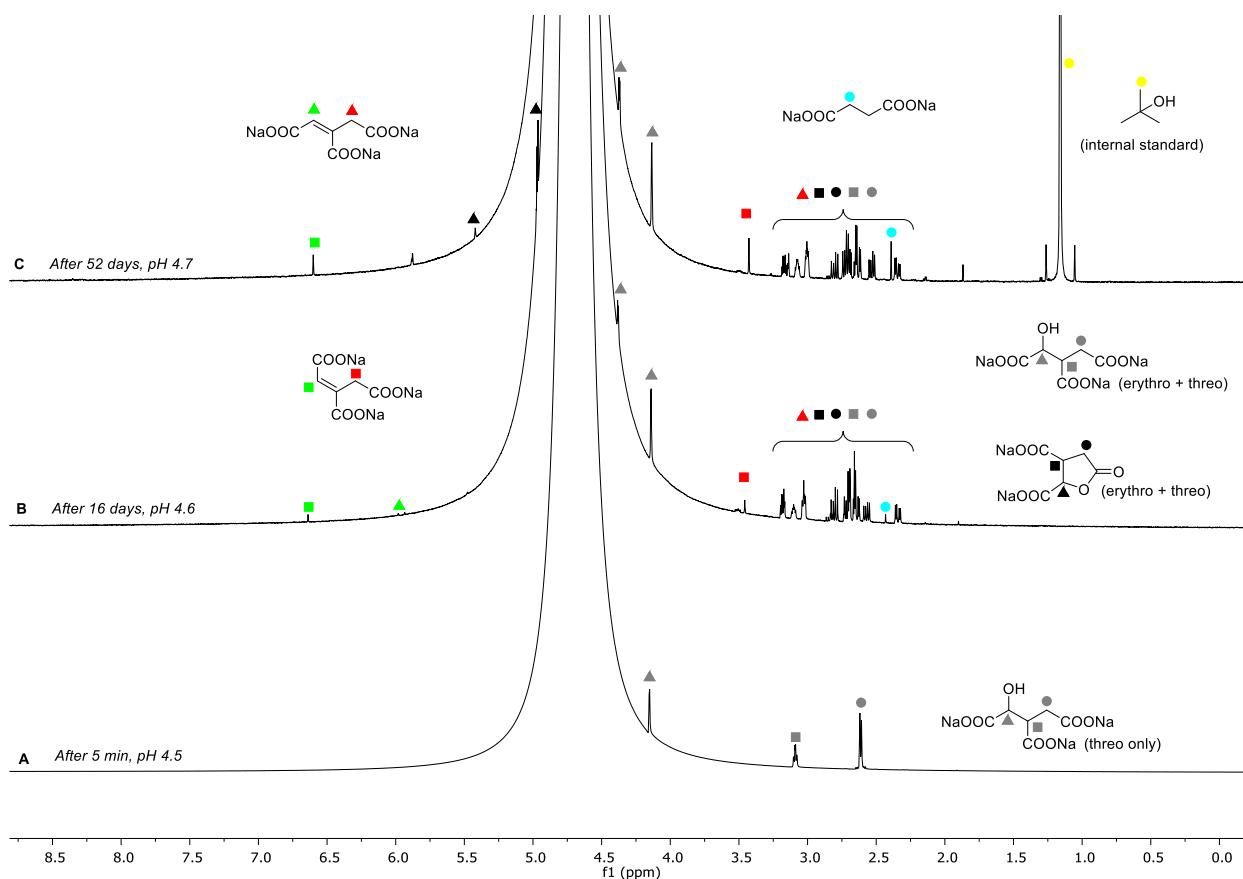 NaOOC
COONa
COONa
COONa
NaOOC
OH
(internal standard)
C After 52 days, pH 4.7
COONa
COONa
COONa
OH
NaOOC
COONa
COONa (erythro + threo)
NaOOC
O
O
NaOOC
(erythro + threo)
B After 16 days, pH 4.6
OH
NaOOC
COONa
COONa (threo only)
A After 5 min, pH 4.5
8.5 8.0 7.5 7.0 6.5 6.0 5.5 5.0 4.5 4.0 3.5 3.0 2.5 2.0 1.5 1.0 0.5 0.0
f1 (ppm)